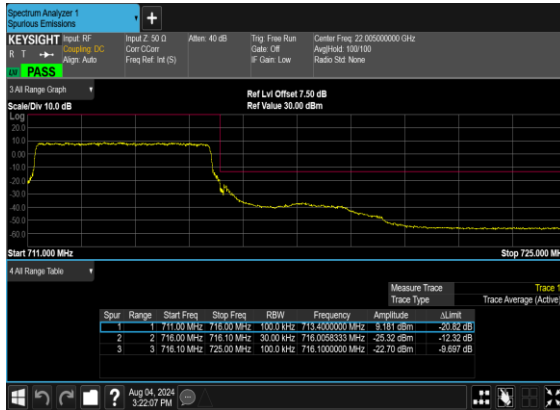 Spectrum Analyzer 1
Spurious Emissions
+
KEYSIGHT Input: RF Input Z: 50 Ω Atten: 40 dB Trig: Free Run Center Freq: 22.005000000 GHz
R T Coupling: DC Corr CCorr Gate: Off Avg|Hold: 100/100
Align: Auto Freq Ref: Int (S) IF Gain: Low Radio Std: None
LV PASS
3 All Range Graph
Ref Lvl Offset 7.50 dB
Scale/Div 10.0 dB Ref Value 30.00 dBm
Log
20.0
10.0
0.00
-10.0
-20.0
-30.0
-40.0
-50.0
-60.0
Start 711.000 MHz Stop 725.000 MH
4 All Range Table
Measure Trace Trace 1
Trace Type Trace Average (Active)
Spur Range Start Freq Stop Freq RBW Frequency Amplitude ΔLimit
1 1 711.00 MHz 716.00 MHz 100.0 kHz 713.4000000 MHz 9.181 dBm -20.82 dB
2 2 716.00 MHz 716.10 MHz 30.00 kHz 716.0058333 MHz -25.32 dBm -12.32 dB
3 3 716.10 MHz 725.00 MHz 100.0 kHz 716.1000000 MHz -22.70 dBm -9.697 dB
? Aug 04, 2024
3:22:07 PM